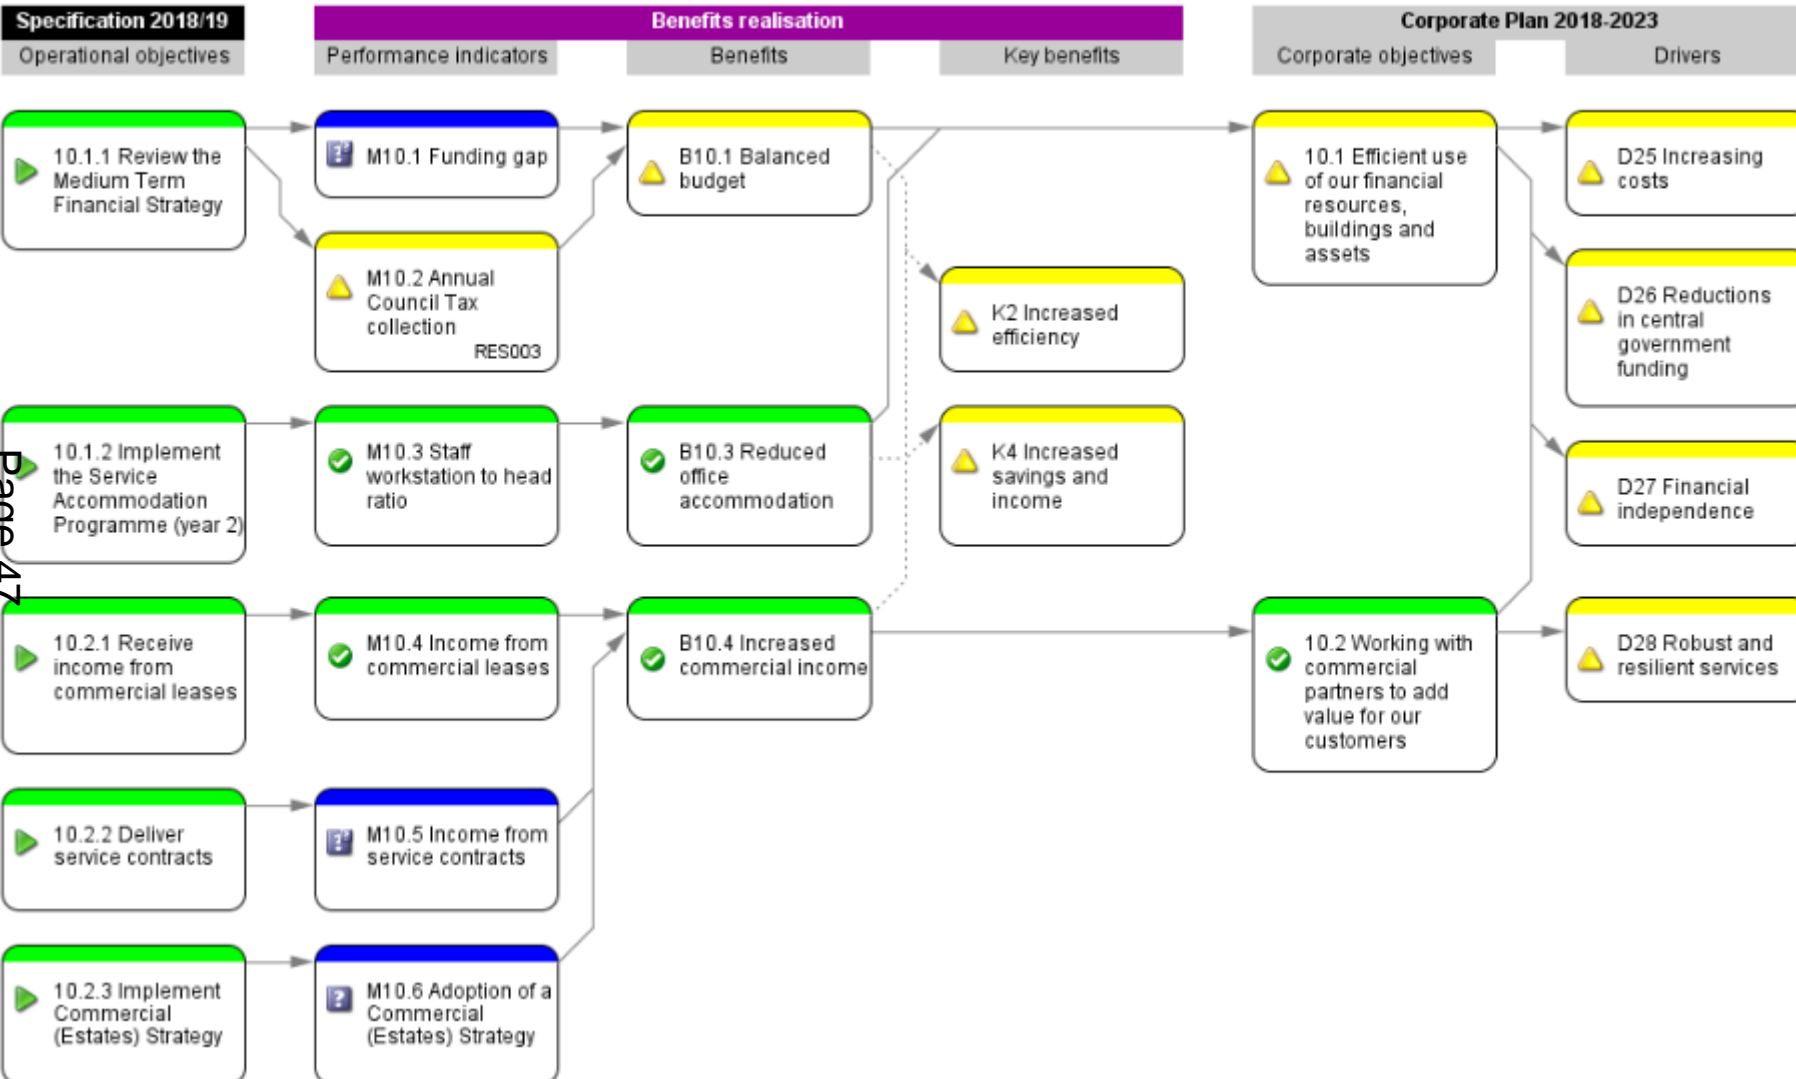 Specification 2018/19
Benefits realisation
Corporate Plan 2018-2023
Operational objectives
Performance indicators
Benefits
Key benefits
Corporate objectives
Drivers
10.1.1 Review the
Medium Term
Financial Strategy
M10.1 Funding gap
B10.1 Balanced
budget
10.1 Efficient use
of our financial
resources,
buildings and
assets
D25 Increasing
costs
M10.2 Annual
Council Tax
collection
RES003
K2 Increased
efficiency
D26 Reductions
in central
government
funding
10.1.2 Implement
the Service
Accommodation
Programme (year 2)
M10.3 Staff
workstation to head
ratio
B10.3 Reduced
office
accommodation
K4 Increased
savings and
income
D27 Financial
independence
Page 47
10.2.1 Receive
income from
commercial leases
M10.4 Income from
commercial leases
B10.4 Increased
commercial income
10.2 Working with
commercial
partners to add
value for our
customers
D28 Robust and
resilient services
10.2.2 Deliver
service contracts
M10.5 Income from
service contracts
10.2.3 Implement
Commercial
(Estates) Strategy
M10.6 Adoption of a
Commercial
(Estates) Strategy